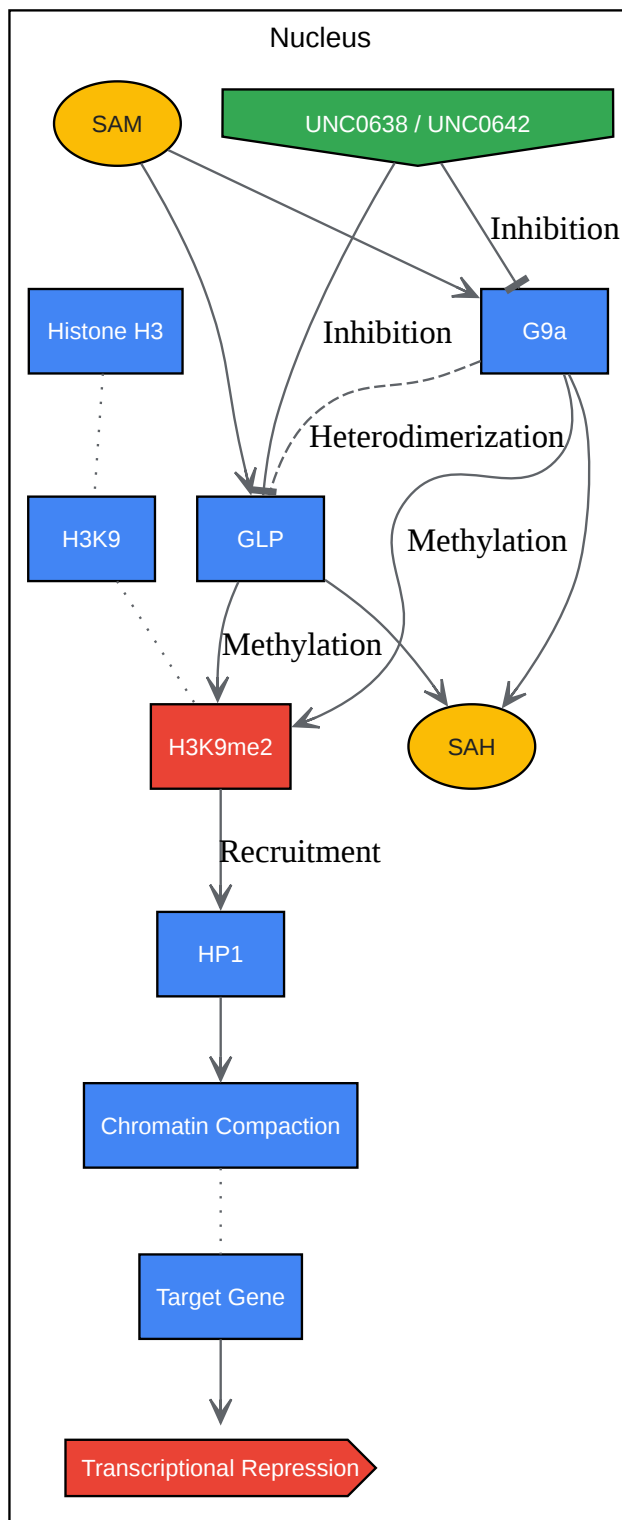 Nucleus
SAM
UNC0638 / UNC0642
Inhibition
Histone H3
Inhibition
G9a
Heterodimerization
H3K9
GLP
Methylation
Methylation
H3K9me2
SAH
Recruitment
HP1
Chromatin Compaction
Target Gene
Transcriptional Repression